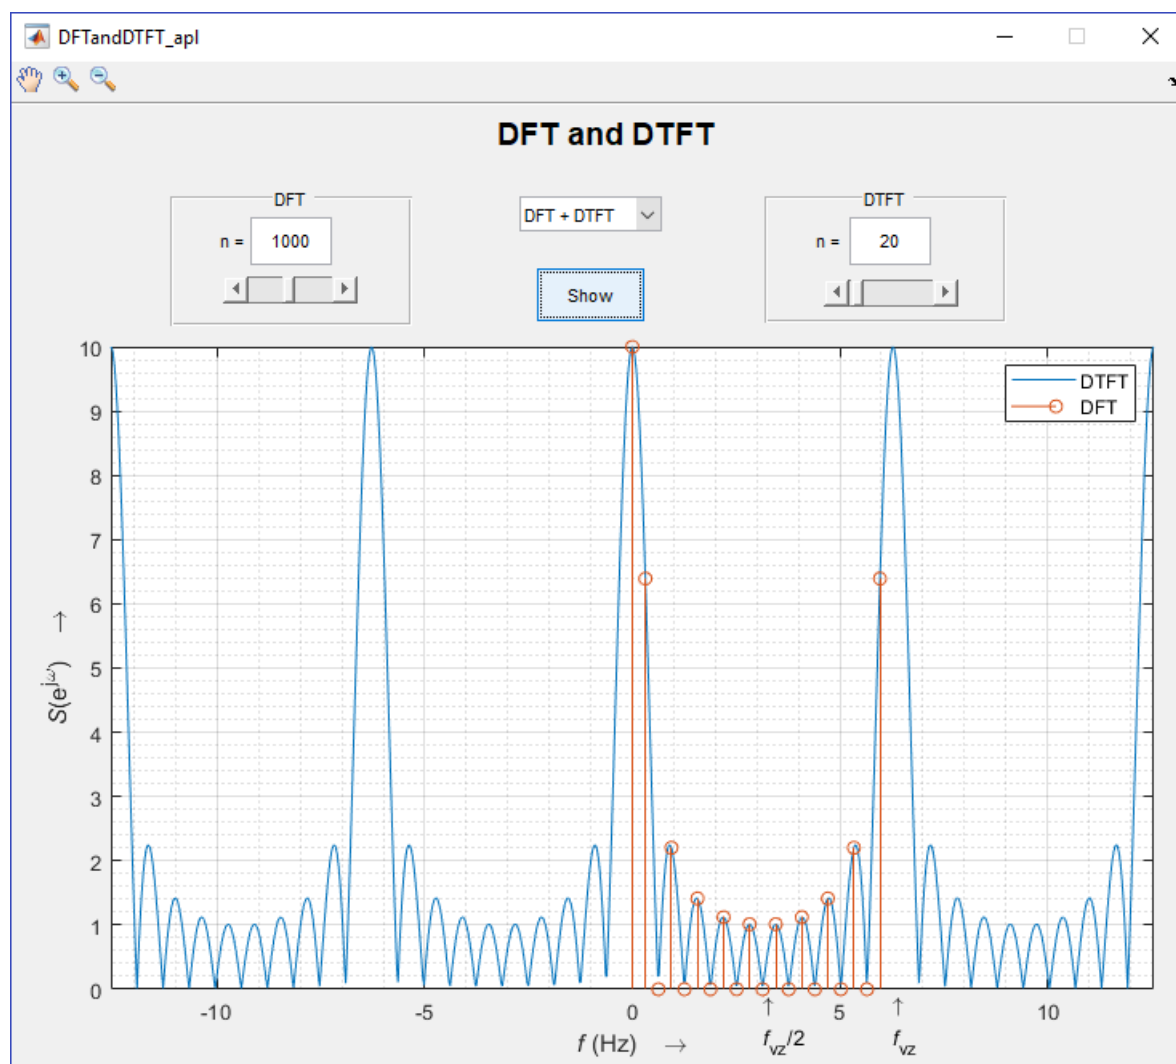 DFTandDTFT_apl
DFT and DTFT
DFT
n = 1000
DFT + DTFT
Show
DTFT
n = 20
10
9
8
7
6
5
4
3
2
1
0
S(e^jω) →
DTFT
DFT
-10 -5 0 5 10
↑ ↑
f (Hz) → f_vz/2 f_vz